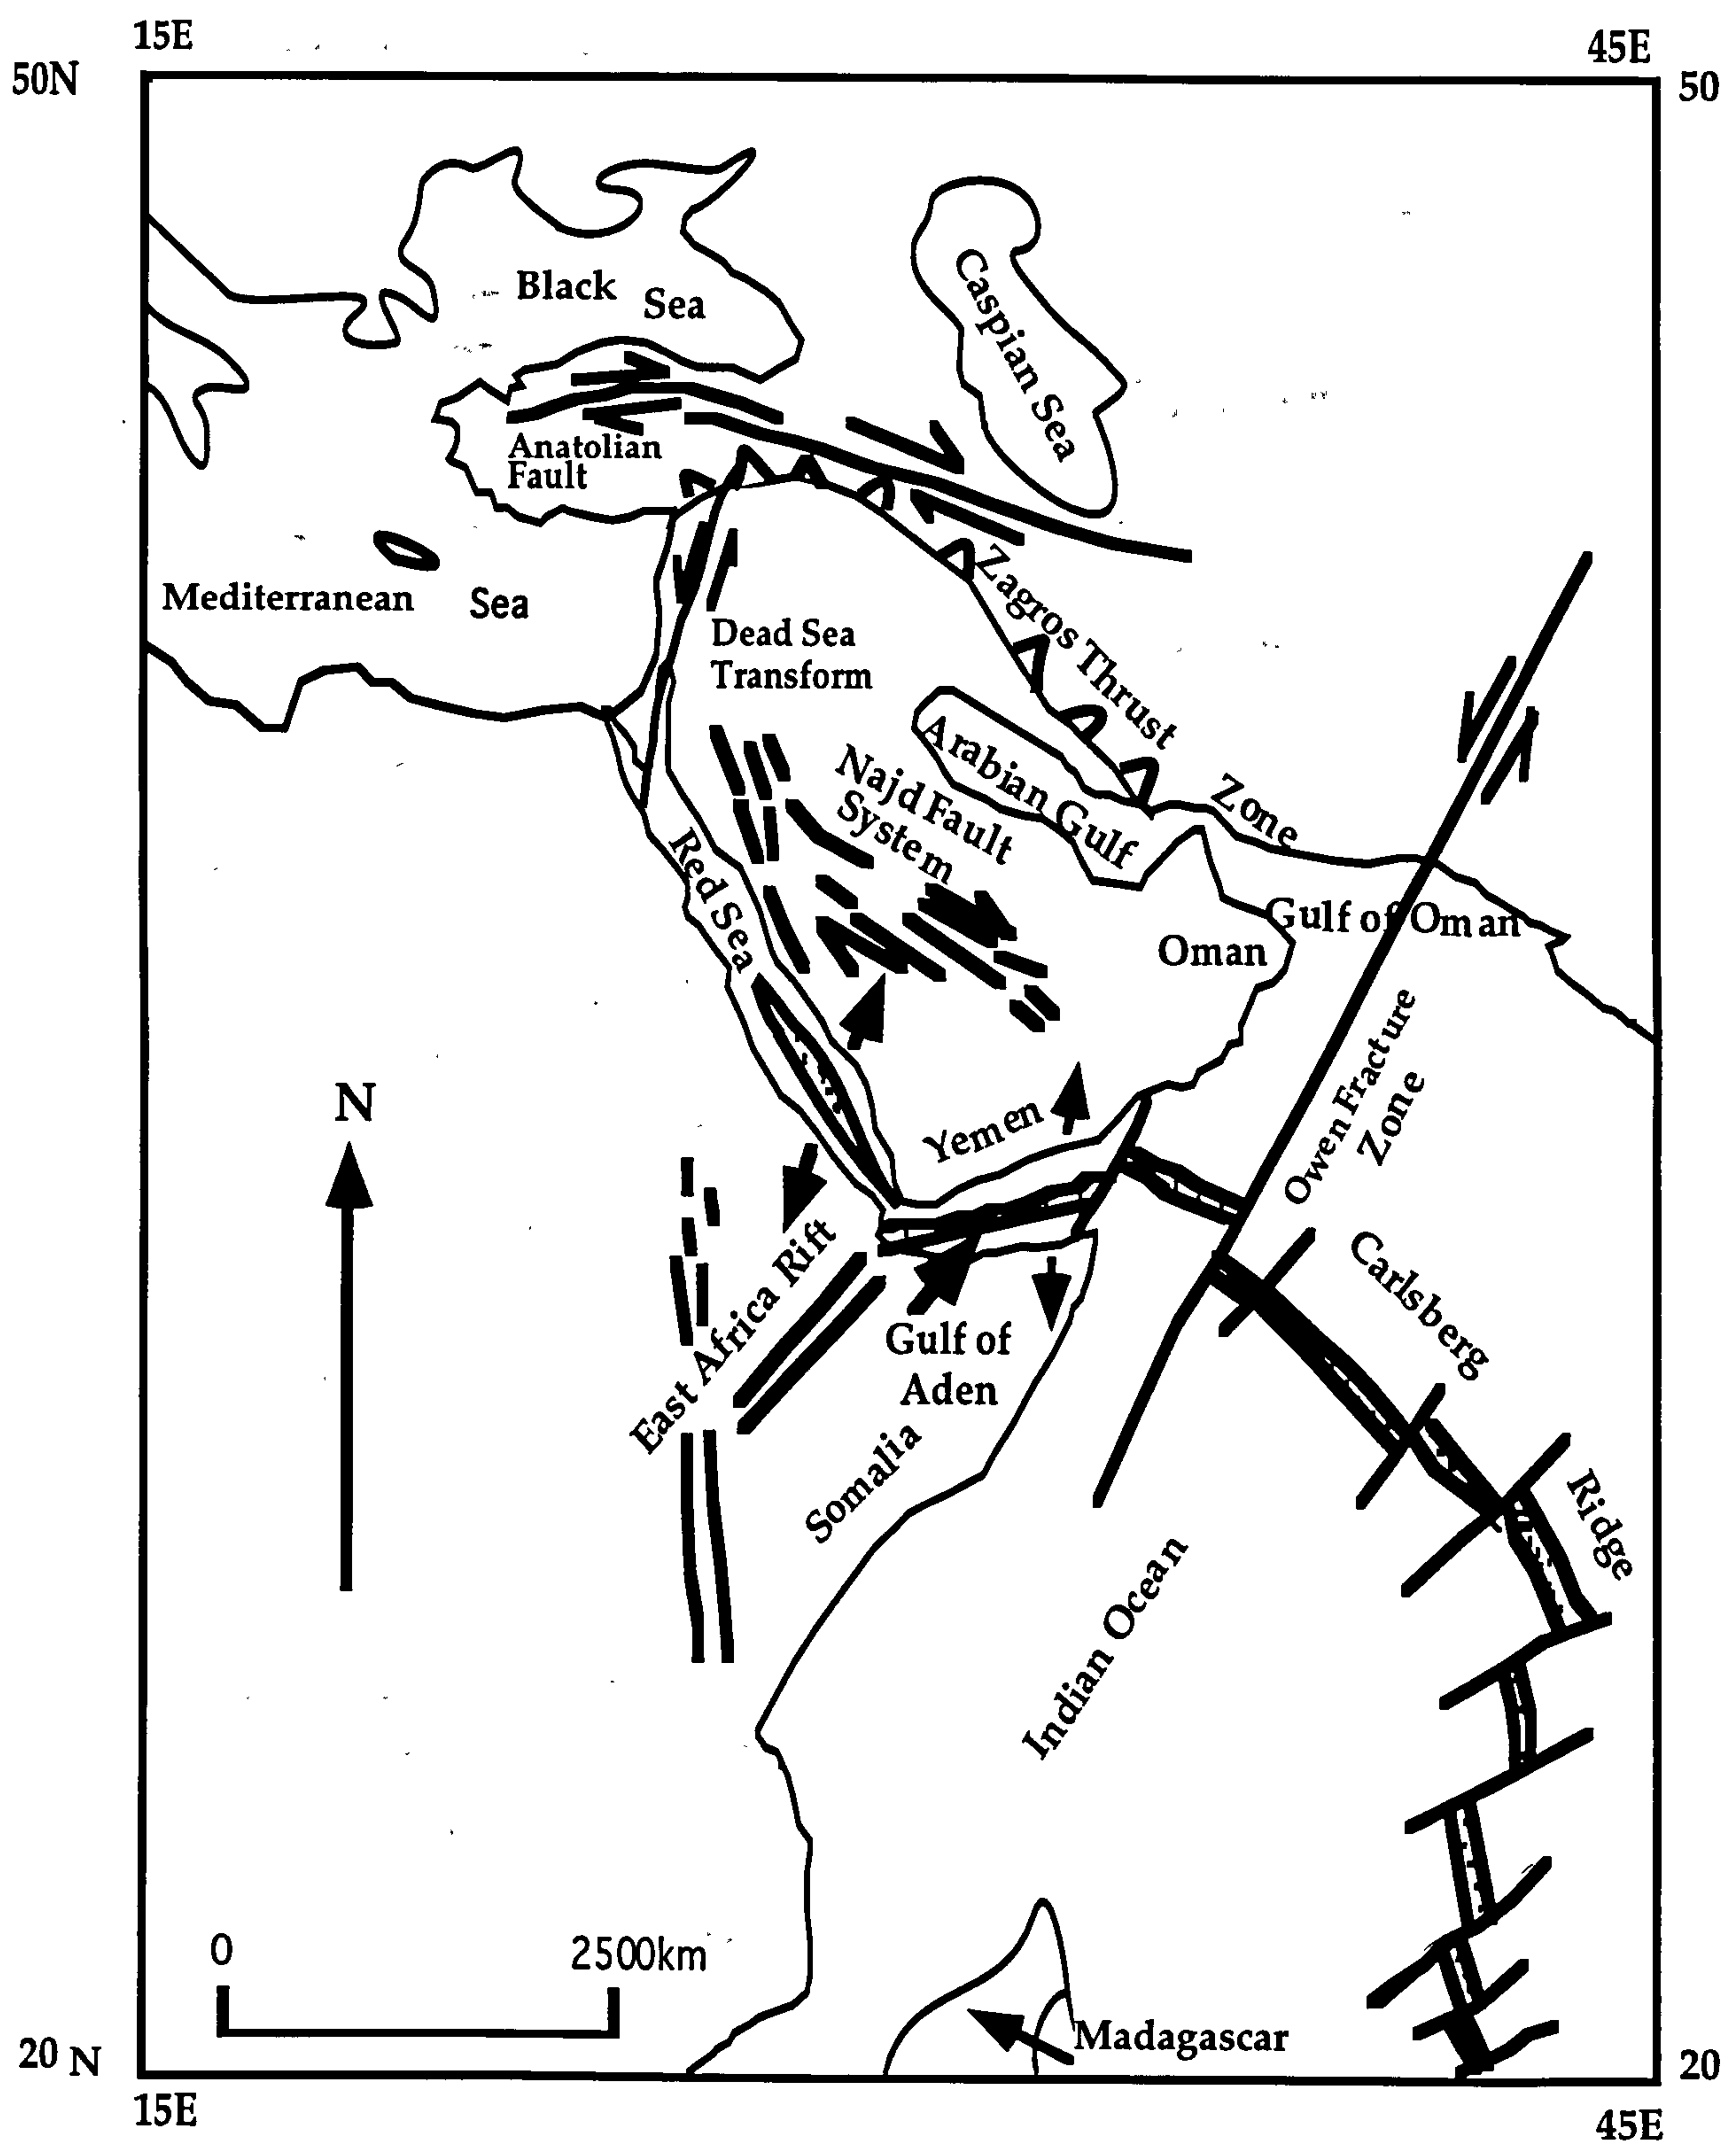 15E
45E
50N
50
Black Sea
Caspian Sea
Anatolian
Fault
Mediterranean Sea
Zagros Thrust Zone
Dead Sea
Transform
Arabian Gulf
Najd Fault
System
Red Sea
Gulf of Oman
Oman
Owen Fracture
Zone
N
Yemen
East Africa Rift
Carlsberg Ridge
Gulf of
Aden
Somalia
Indian Ocean
0
2500km
Madagascar
20 N
20
15E
45E